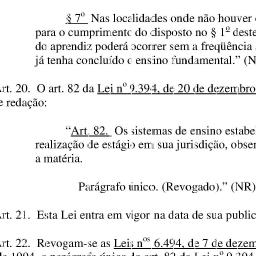 § 7º Nas localidades onde não houver
para o cumprimento do disposto no § 1º deste
do aprendiz poderá ocorrer sem a freqüência
já tenha concluído o ensino fundamental.” (N
Art. 20. O art. 82 da Lei nº 9.394, de 20 de dezembro
e redação:
“Art. 82. Os sistemas de ensino estabe
realização de estágio em sua jurisdição, obser
a matéria.
Parágrafo único. (Revogado).” (NR)
Art. 21. Esta Lei entra em vigor na data de sua public
Art. 22. Revogam-se as Leis nos 6.494, de 7 de dezem